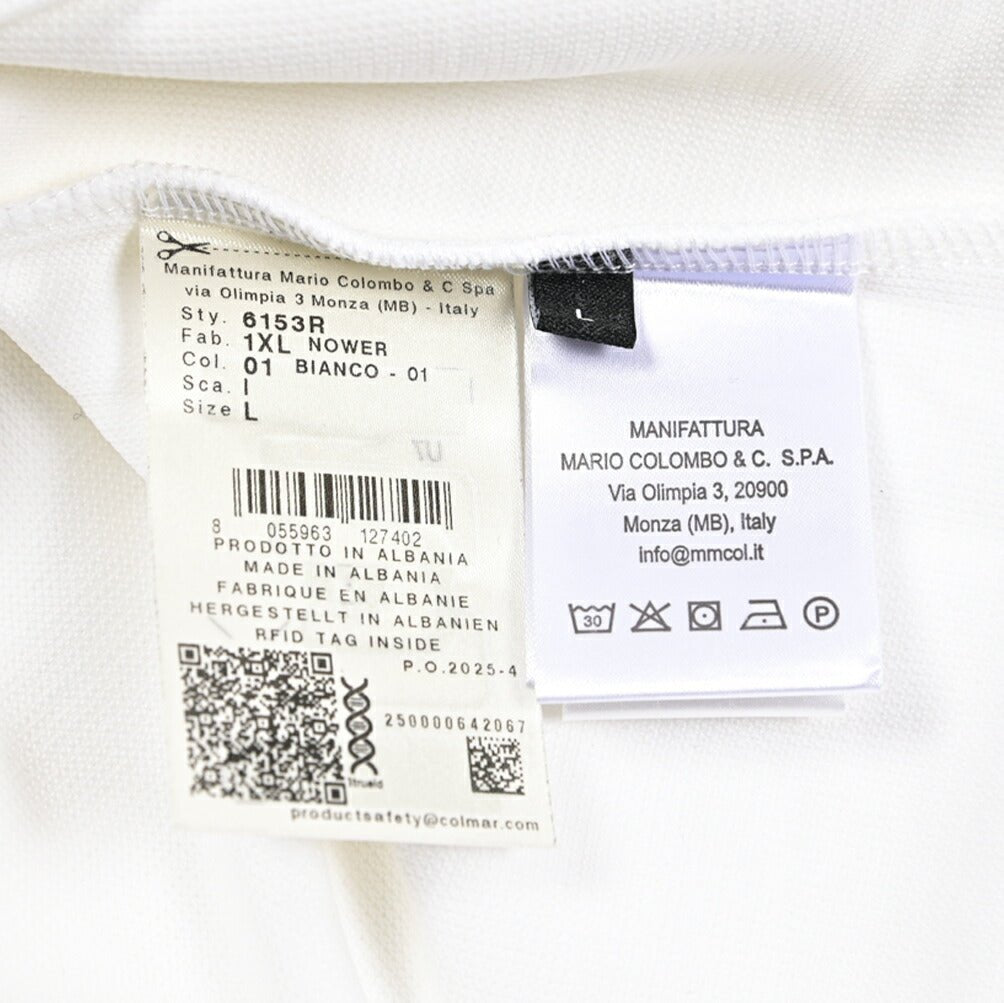 Manifattura Mario Colombo & C Spa
via Olimpia 3 Monza (MB) - Italy
Sty. 6153R
Fab. 1XL NOWER
Col. 01 BIANCO - 01
Sca. I
Size L
U7
8 055963 127402
PRODOTTO IN ALBANIA
MADE IN ALBANIA
FABRIQUE EN ALBANIE
HERGESTELLT IN ALBANIEN
RFID TAG INSIDE
P.O.2025-4
250000642067
itrueid
productsafety@colmar.com
L
MANIFATTURA
MARIO COLOMBO & C. S.P.A.
Via Olimpia 3, 20900
Monza (MB), Italy
info@mmcol.it
30
P